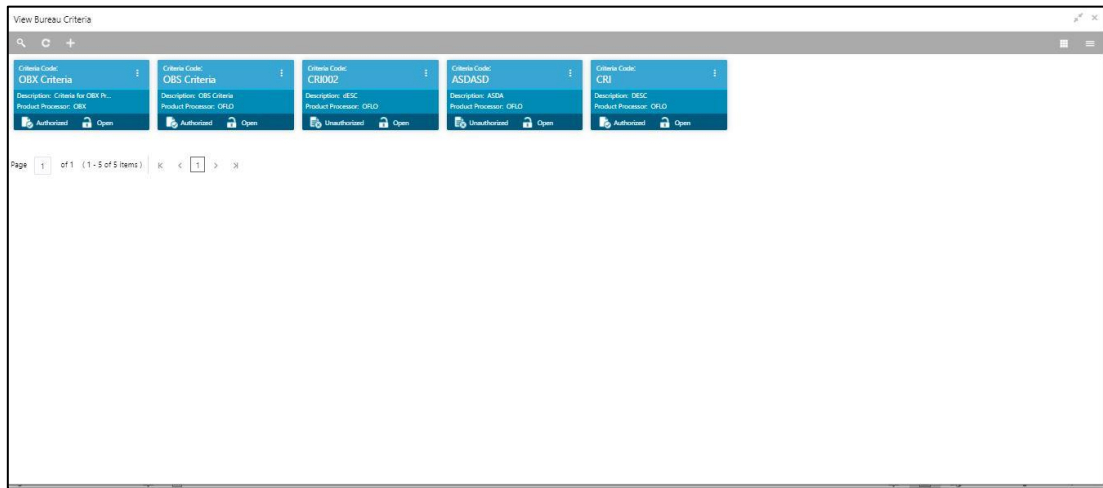 View Bureau Criteria
Criteria Code:
OBX Criteria
Description: Criteria for OBX Pr...
Product Processor: OBX
Authorized Open
Criteria Code:
OBS Criteria
Description: OBS Criteria
Product Processor: OFLO
Authorized Open
Criteria Code:
CRI002
Description: dESC
Product Processor: OFLO
Unauthorized Open
Criteria Code:
ASDASD
Description: ASDA
Product Processor: OFLO
Unauthorized Open
Criteria Code:
CRI
Description: DESC
Product Processor: OFLO
Authorized Open
Page 1 of 1 (1 - 5 of 5 items) 1